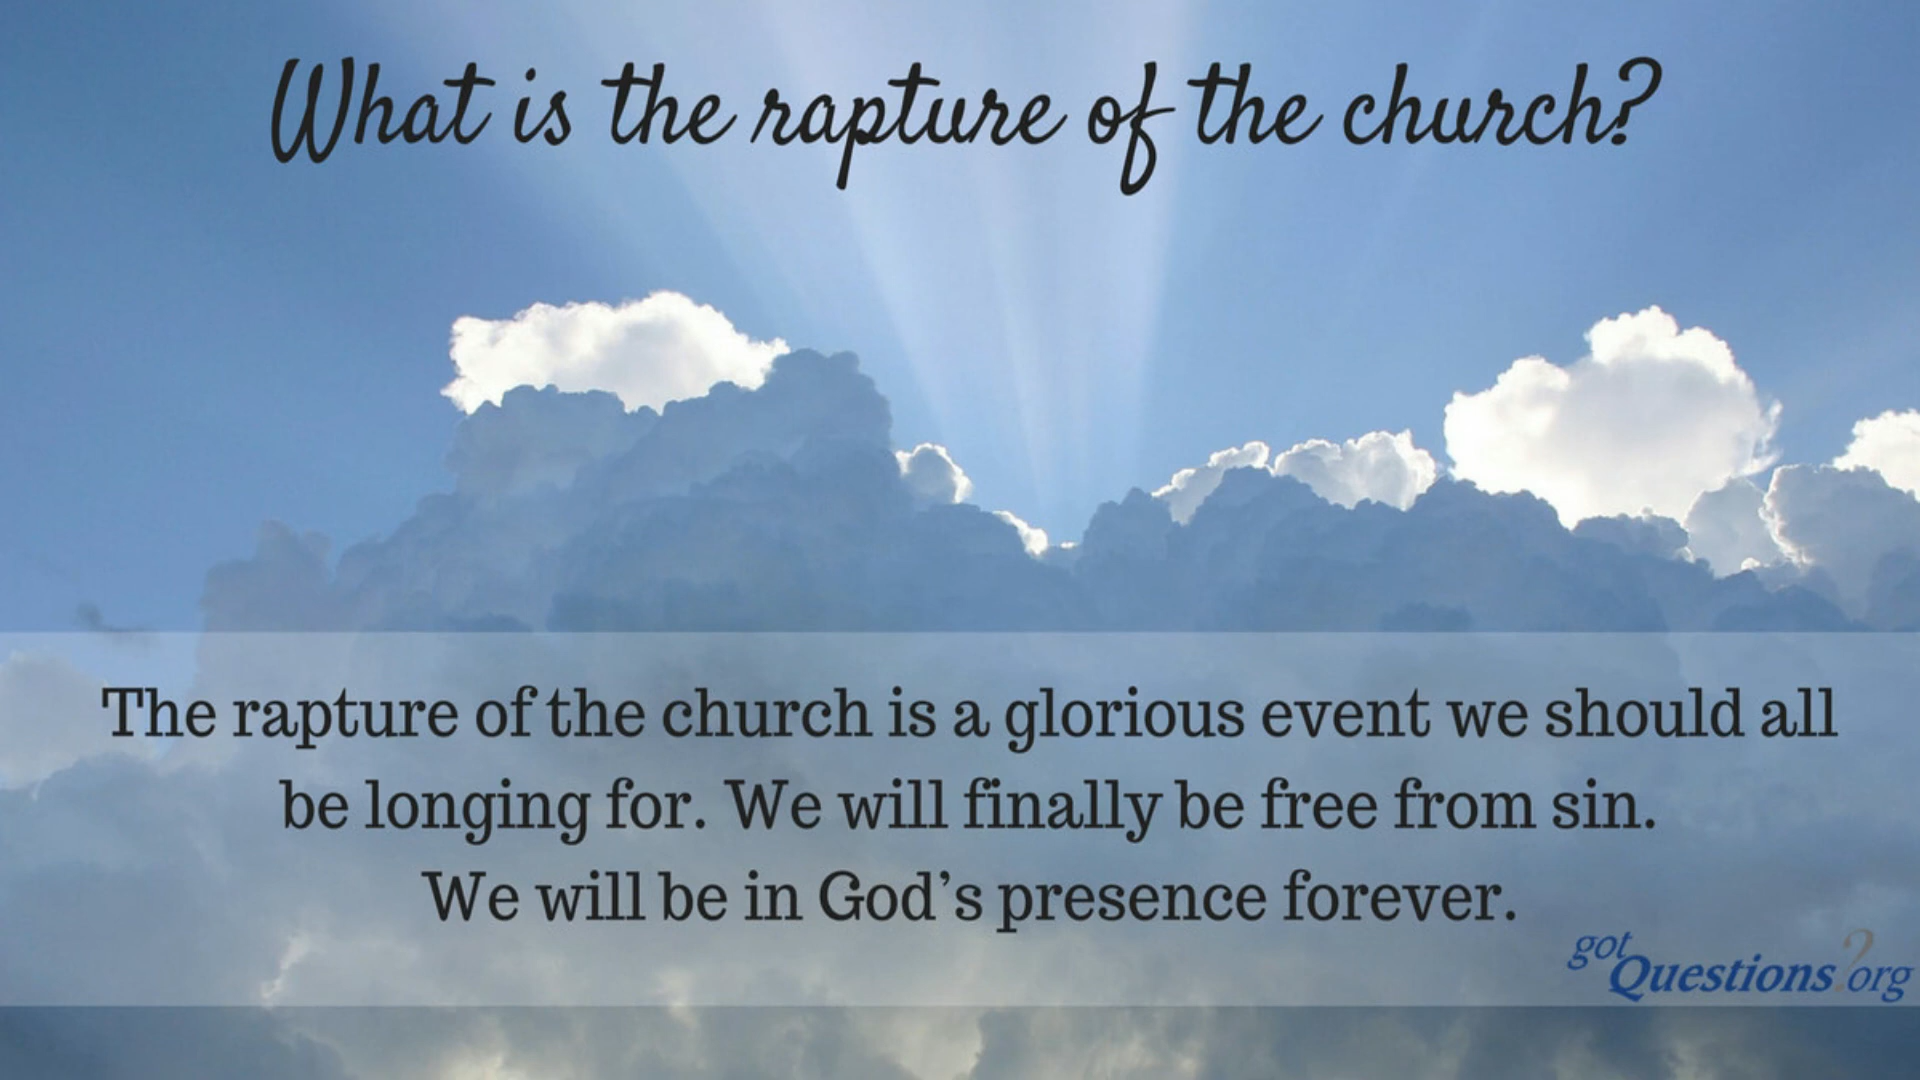 What is the rapture of the church?
The rapture of the church is a glorious event we should all
be longing for. We will finally be free from sin.
We will be in God’s presence forever.
gotQuestions?org